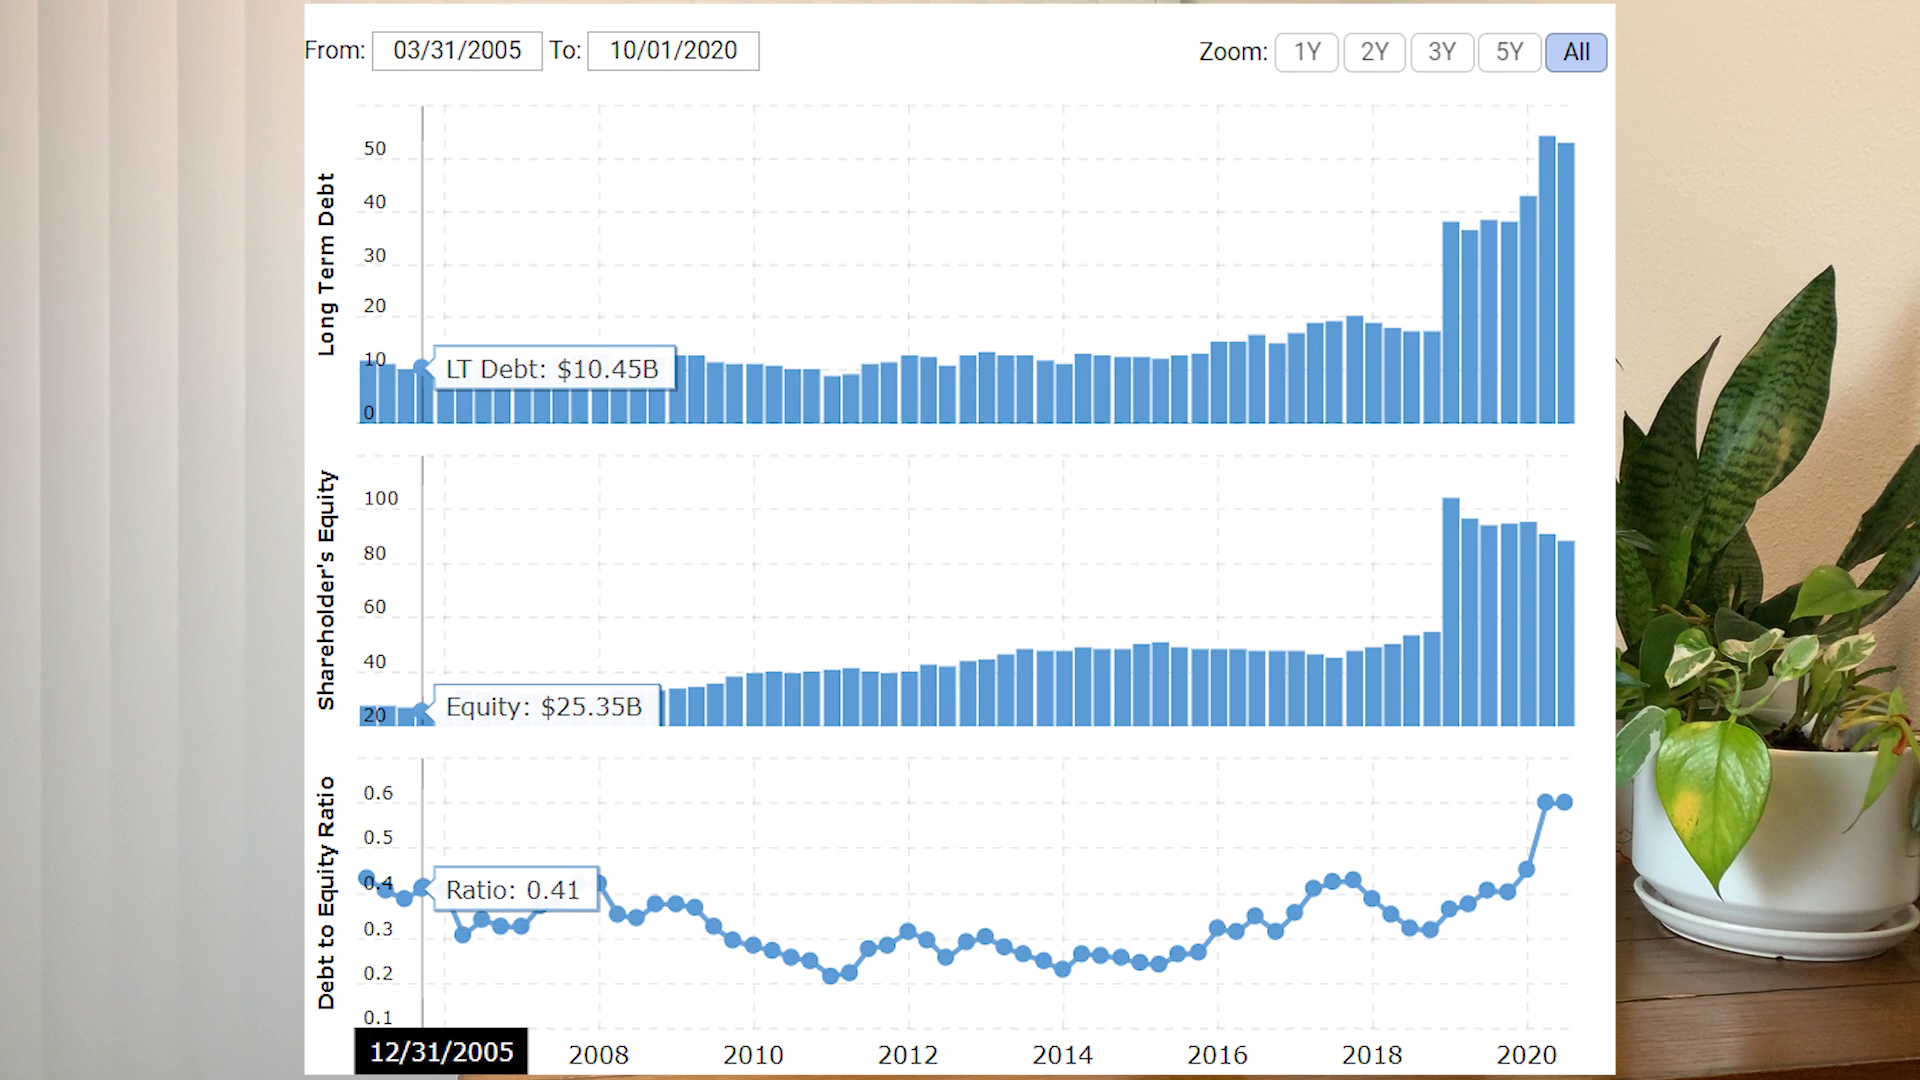 From: 03/31/2005 To: 10/01/2020 Zoom: 1Y 2Y 3Y 5Y All
Long Term Debt
50
40
30
20
10
0
LT Debt: $10.45B
Shareholder's Equity
100
80
60
40
20
Equity: $25.35B
Debt to Equity Ratio
0.6
0.5
0.4
0.3
0.2
0.1
Ratio: 0.41
12/31/2005 2008 2010 2012 2014 2016 2018 2020